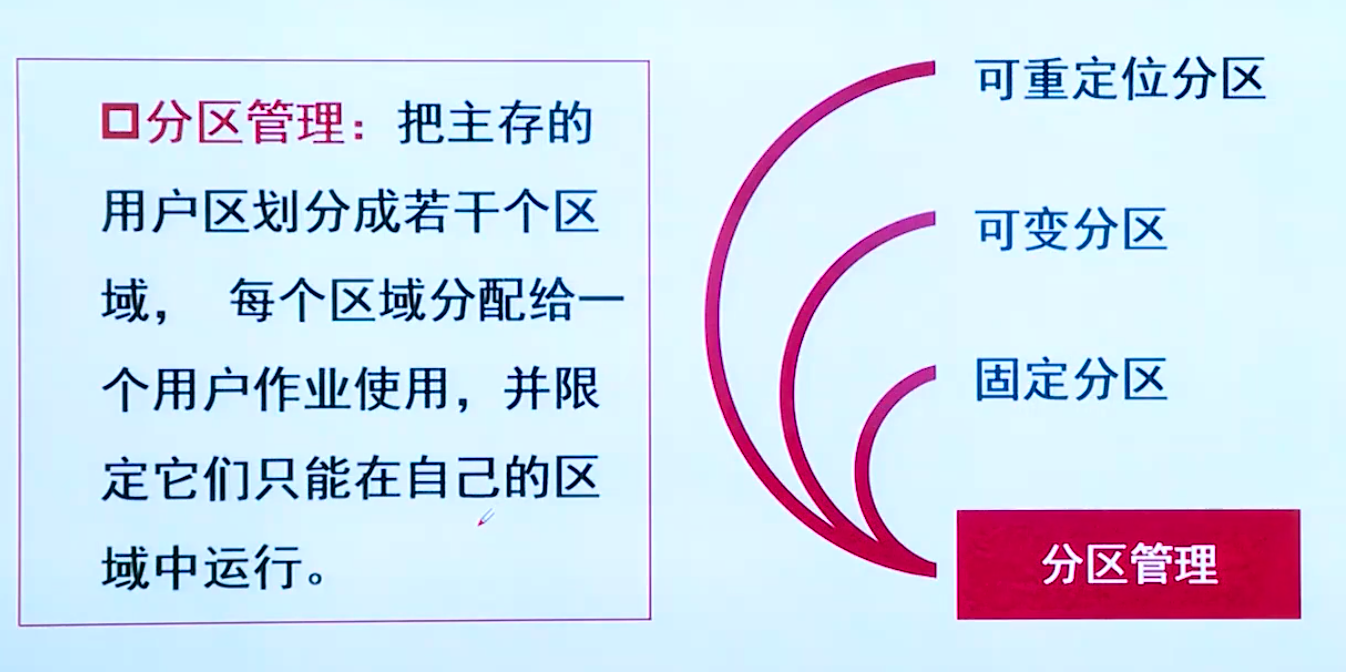 分区管理：把主存的
用户区划分成若干个区
域， 每个区域分配给一
个用户作业使用，并限
定它们只能在自己的区
域中运行。
可重定位分区
可变分区
固定分区
分区管理